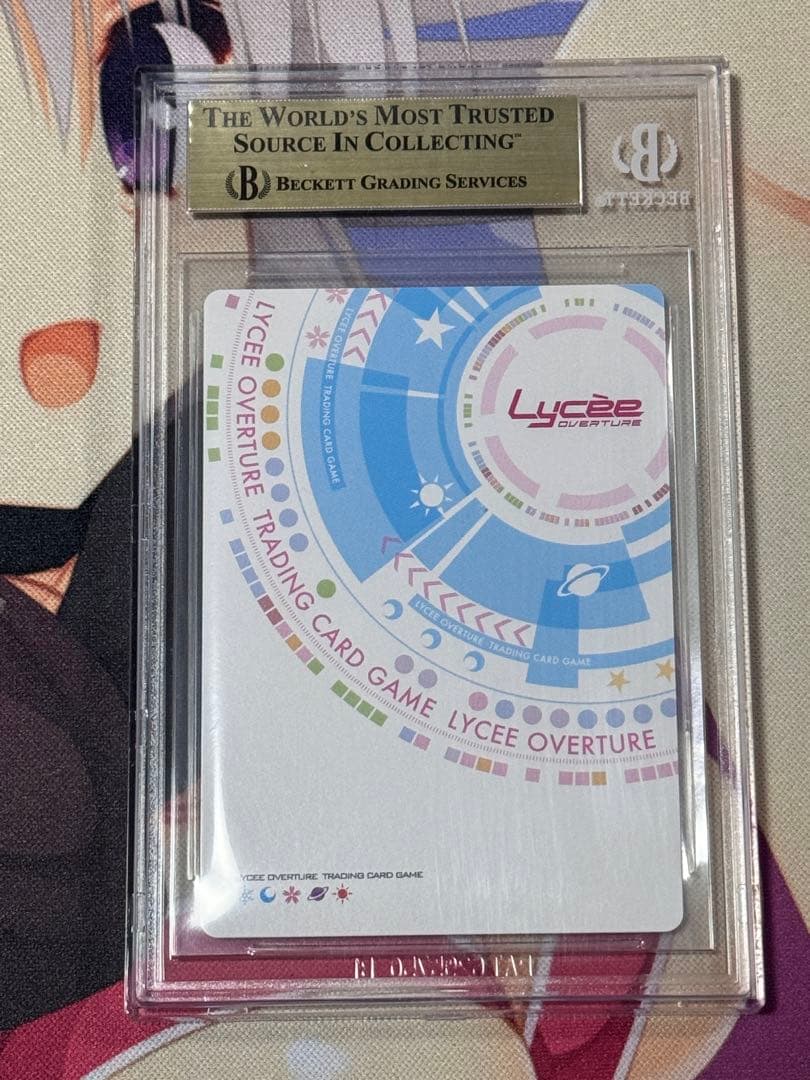 THE WORLD'S MOST TRUSTED
SOURCE IN COLLECTING™
B BECKETT GRADING SERVICES
B
BECKETT
Lycèe
OVERTURE
LYCEE OVERTURE TRADING CARD GAME
LYCEE OVERTURE TRADING CARD GAME
LYCEE OVERTURE TRADING CARD GAME LYCEE OVERTURE
LYCEE OVERTURE TRADING CARD GAME
YCEE OVERTURE TRADING CARD GAME